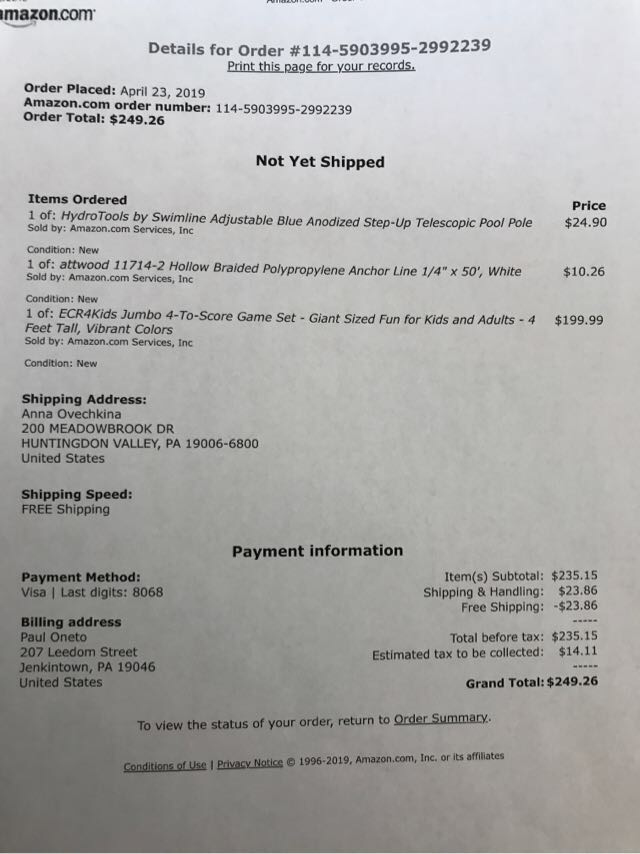 amazon.com
Details for Order #114-5903995-2992239
Print this page for your records.
Order Placed: April 23, 2019
Amazon.com order number: 114-5903995-2992239
Order Total: $249.26
Not Yet Shipped
Items Ordered Price
1 of: HydroTools by Swimline Adjustable Blue Anodized Step-Up Telescopic Pool Pole $24.90
Sold by: Amazon.com Services, Inc
Condition: New
1 of: attwood 11714-2 Hollow Braided Polypropylene Anchor Line 1/4" x 50', White $10.26
Sold by: Amazon.com Services, Inc
Condition: New
1 of: ECR4Kids Jumbo 4-To-Score Game Set - Giant Sized Fun for Kids and Adults - 4 $199.99
Feet Tall, Vibrant Colors
Sold by: Amazon.com Services, Inc
Condition: New
Shipping Address:
Anna Ovechkina
200 MEADOWBROOK DR
HUNTINGDON VALLEY, PA 19006-6800
United States
Shipping Speed:
FREE Shipping
Payment information
Payment Method:
Visa | Last digits: 8068
Billing address
Paul Oneto
207 Leedom Street
Jenkintown, PA 19046
United States
Item(s) Subtotal: $235.15
Shipping & Handling: $23.86
Free Shipping: -$23.86
-----
Total before tax: $235.15
Estimated tax to be collected: $14.11
-----
Grand Total: $249.26
To view the status of your order, return to Order Summary.
Conditions of Use | Privacy Notice © 1996-2019, Amazon.com, Inc. or its affiliates